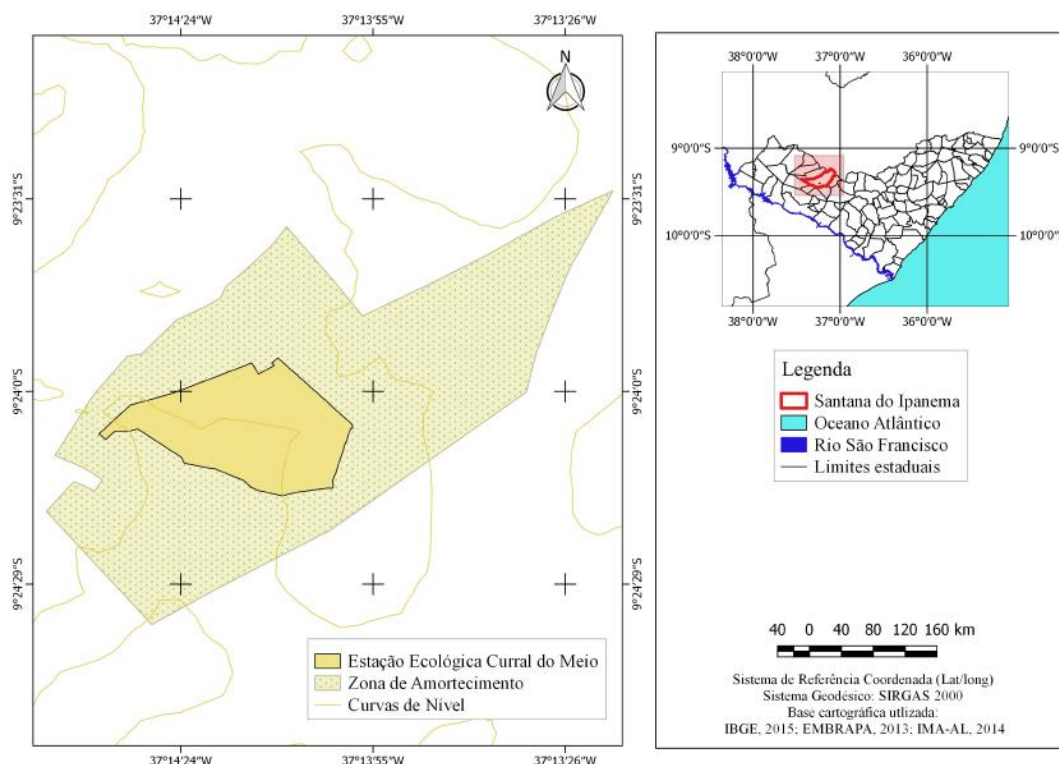 37°14'24"W 37°13'55"W 37°13'26"W
N
9°23'31"S
9°24'0"S
9°24'29"S
9°23'31"S
9°24'0"S
9°24'29"S
Estação Ecológica Curral do Meio
Zona de Amortecimento
Curvas de Nível
37°14'24"W 37°13'55"W 37°13'26"W
38°0'0"W 37°0'0"W 36°0'0"W
9°0'0"S 9°0'0"S
10°0'0"S 10°0'0"S
38°0'0"W 37°0'0"W 36°0'0"W
Legenda
Santana do Ipanema
Oceano Atlântico
Rio São Francisco
Limites estaduais
40 0 40 80 120 160 km
Sistema de Referência Coordenada (Lat/long)
Sistema Geodésico: SIRGAS 2000
Base cartográfica utlizada:
IBGE, 2015; EMBRAPA, 2013; IMA-AL, 2014